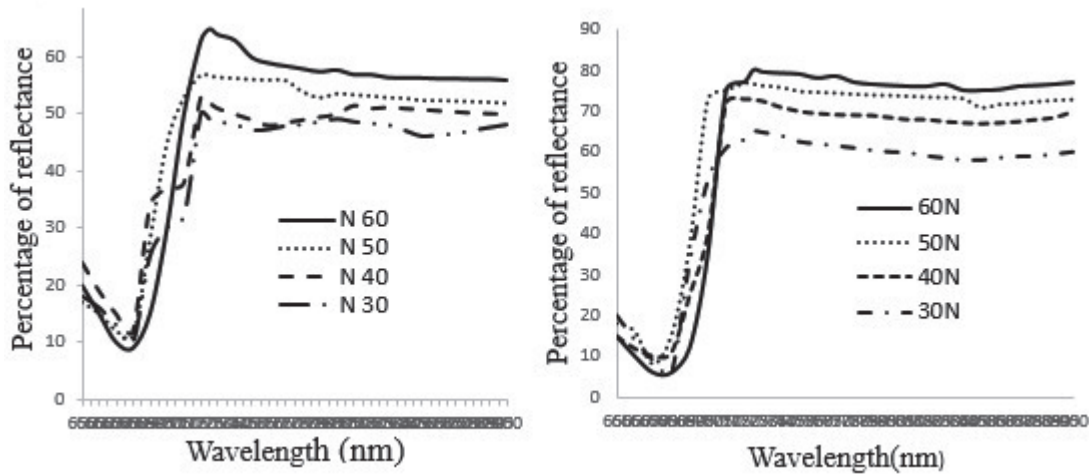 Percentage of reflectance
60
50
40
30
20
10
0
N 60
N 50
N 40
N 30
Wavelength (nm)
Percentage of reflectance
90
80
70
60
50
40
30
20
10
0
60N
50N
40N
30N
Wavelength(nm)